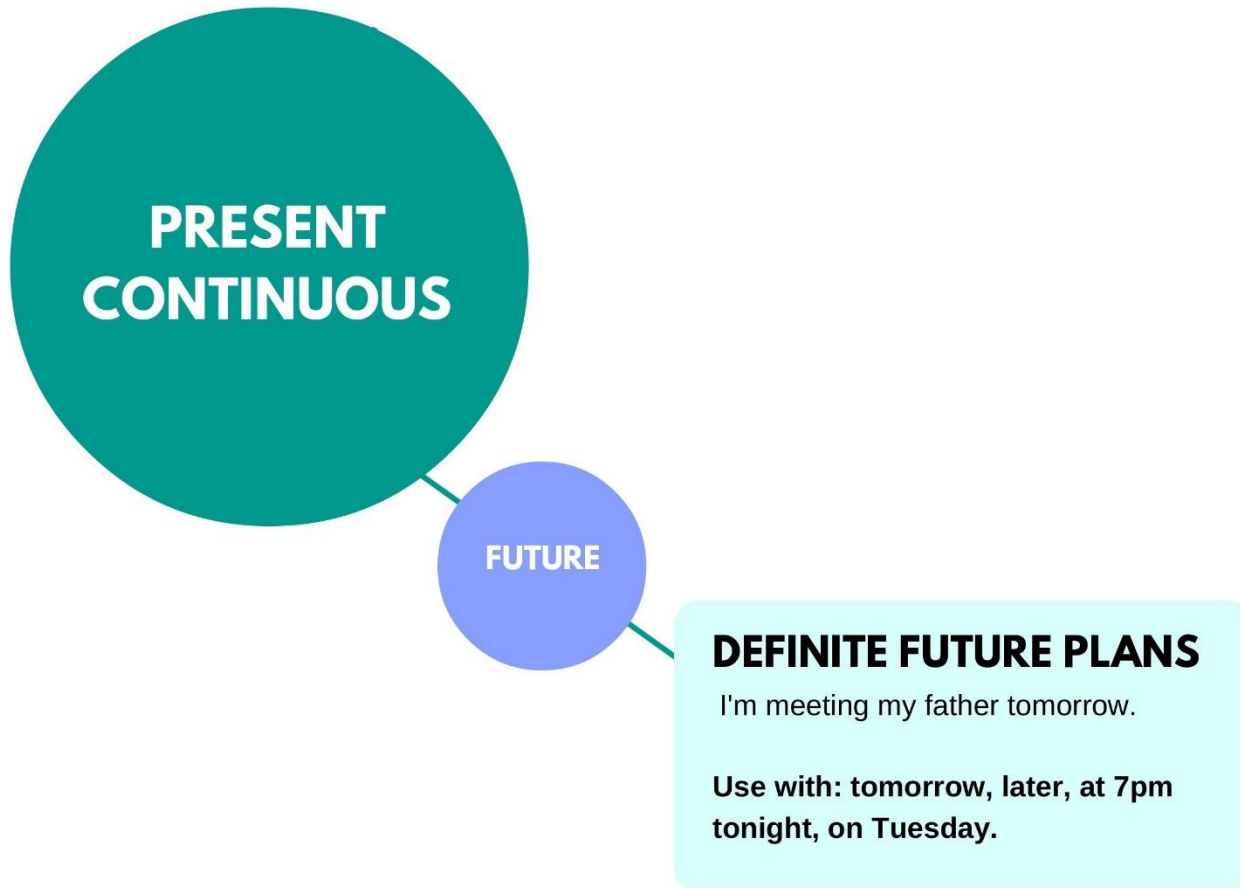 PRESENT
CONTINUOUS
FUTURE
DEFINITE FUTURE PLANS
I'm meeting my father tomorrow.
Use with: tomorrow, later, at 7pm
tonight, on Tuesday.